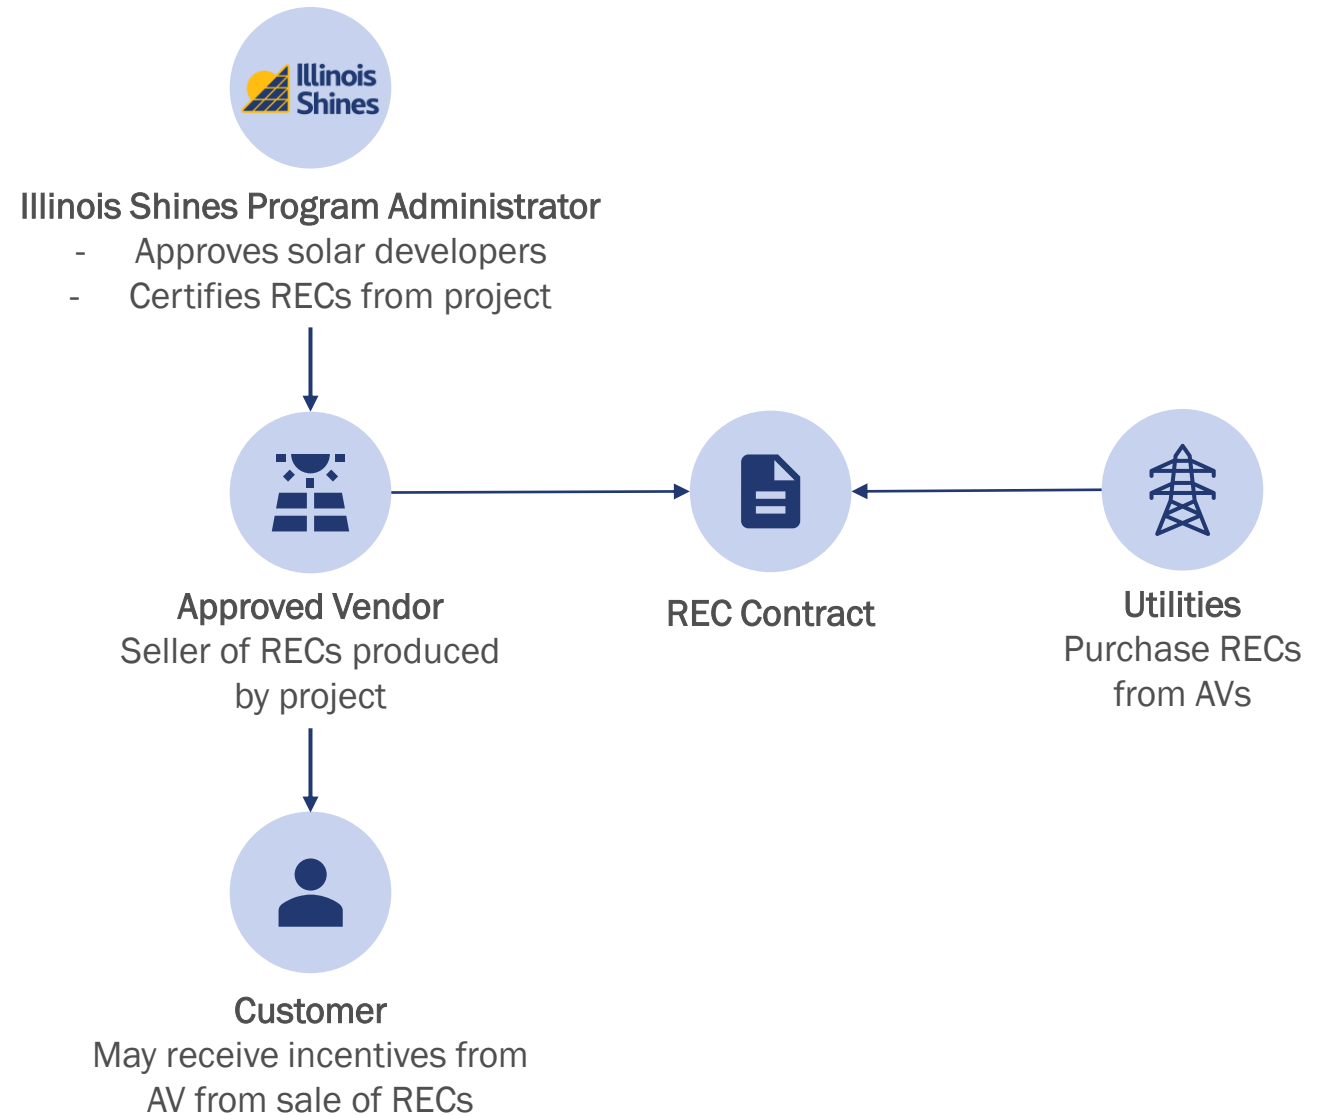 Illinois
Shines
Illinois Shines Program Administrator
- Approves solar developers
- Certifies RECs from project
Approved Vendor
Seller of RECs produced
by project
REC Contract
Utilities
Purchase RECs
from AVs
Customer
May receive incentives from
AV from sale of RECs